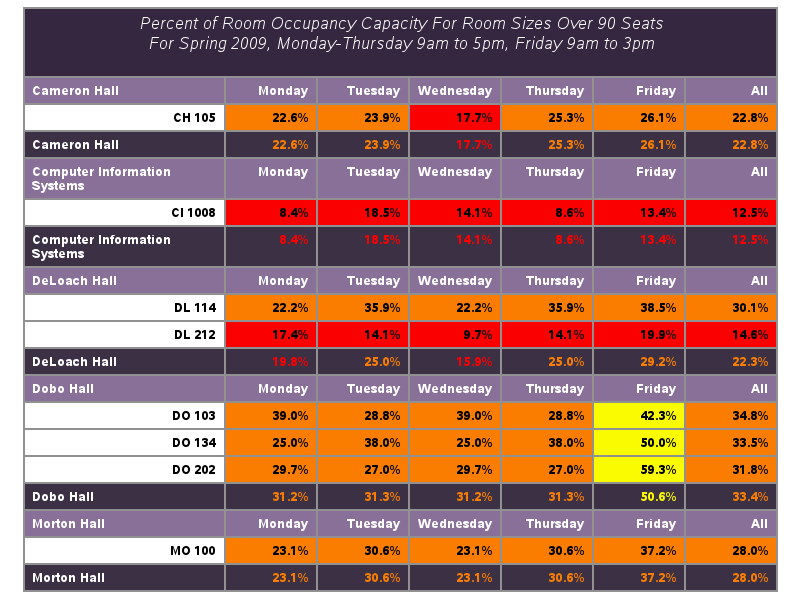 Percent of Room Occupancy Capacity For Room Sizes Over 90 Seats
For Spring 2009, Monday-Thursday 9am to 5pm, Friday 9am to 3pm
Cameron Hall Monday Tuesday Wednesday Thursday Friday All
CH 105 22.6% 23.9% 17.7% 25.3% 26.1% 22.8%
Cameron Hall 22.6% 23.9% 17.7% 25.3% 26.1% 22.8%
Computer Information Monday Tuesday Wednesday Thursday Friday All
Systems
CI 1008 8.4% 18.5% 14.1% 8.6% 13.4% 12.5%
Computer Information 8.4% 18.5% 14.1% 8.6% 13.4% 12.5%
Systems
DeLoach Hall Monday Tuesday Wednesday Thursday Friday All
DL 114 22.2% 35.9% 22.2% 35.9% 38.5% 30.1%
DL 212 17.4% 14.1% 9.7% 14.1% 19.9% 14.6%
DeLoach Hall 19.8% 25.0% 15.9% 25.0% 29.2% 22.3%
Dobo Hall Monday Tuesday Wednesday Thursday Friday All
DO 103 39.0% 28.8% 39.0% 28.8% 42.3% 34.8%
DO 134 25.0% 38.0% 25.0% 38.0% 50.0% 33.5%
DO 202 29.7% 27.0% 29.7% 27.0% 59.3% 31.8%
Dobo Hall 31.2% 31.3% 31.2% 31.3% 50.6% 33.4%
Morton Hall Monday Tuesday Wednesday Thursday Friday All
MO 100 23.1% 30.6% 23.1% 30.6% 37.2% 28.0%
Morton Hall 23.1% 30.6% 23.1% 30.6% 37.2% 28.0%